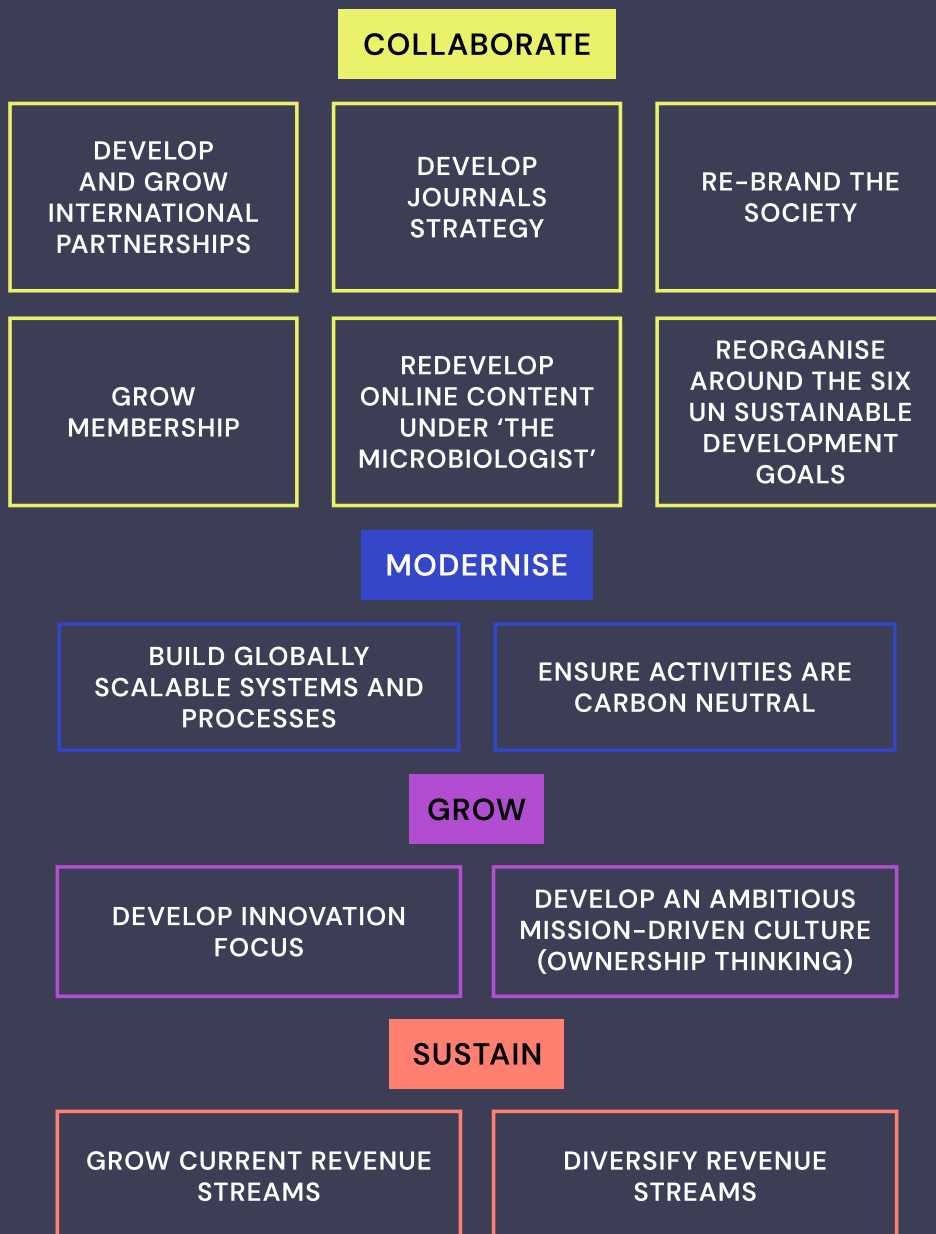 COLLABORATE
DEVELOP
AND GROW
INTERNATIONAL
PARTNERSHIPS
DEVELOP
JOURNALS
STRATEGY
RE-BRAND THE
SOCIETY
GROW
MEMBERSHIP
REDEVELOP
ONLINE CONTENT
UNDER ‘THE
MICROBIOLOGIST’
REORGANISE
AROUND THE SIX
UN SUSTAINABLE
DEVELOPMENT
GOALS
MODERNISE
BUILD GLOBALLY
SCALABLE SYSTEMS AND
PROCESSES
ENSURE ACTIVITIES ARE
CARBON NEUTRAL
GROW
DEVELOP INNOVATION
FOCUS
DEVELOP AN AMBITIOUS
MISSION-DRIVEN CULTURE
(OWNERSHIP THINKING)
SUSTAIN
GROW CURRENT REVENUE
STREAMS
DIVERSIFY REVENUE
STREAMS